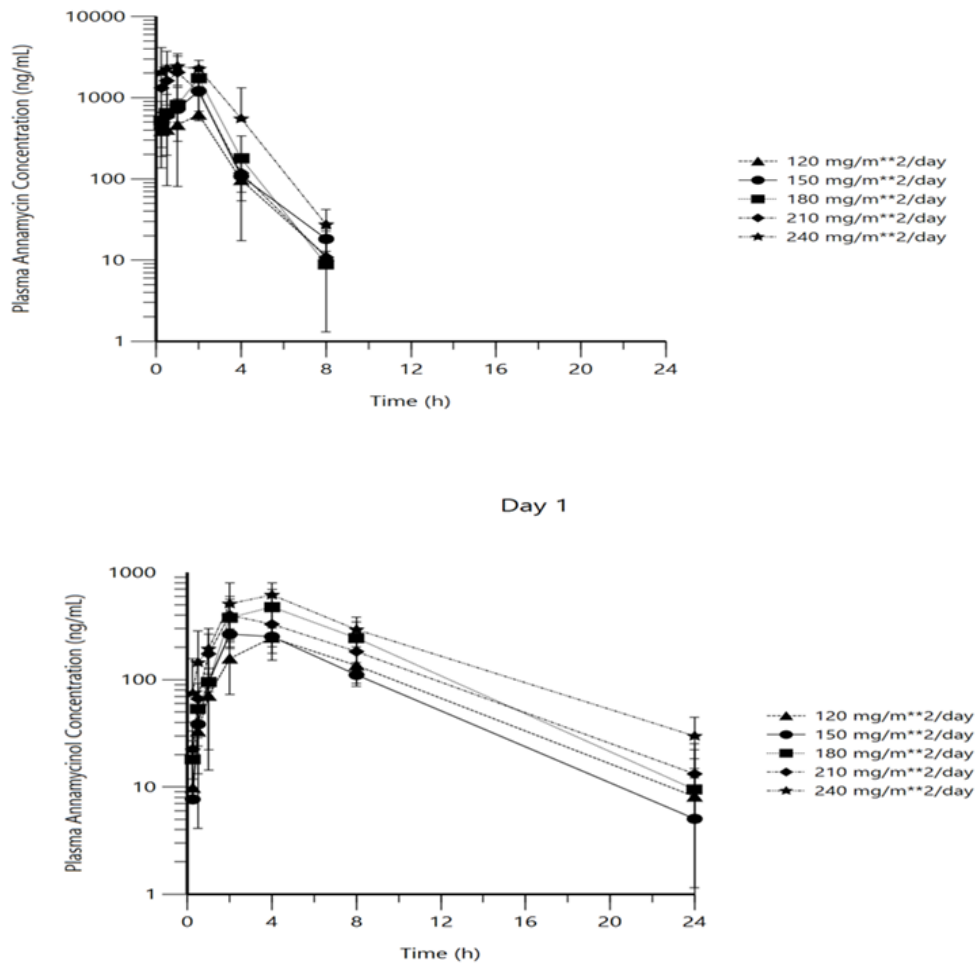 Plasma Annamycin Concentration (ng/mL)
10000
1000
100
10
1
0 4 8 12 16 20 24
Time (h)
120 mg/m**2/day
150 mg/m**2/day
180 mg/m**2/day
210 mg/m**2/day
240 mg/m**2/day
Day 1
Plasma Annamycinol Concentration (ng/mL)
1000
100
10
1
0 4 8 12 16 20 24
Time (h)
120 mg/m**2/day
150 mg/m**2/day
180 mg/m**2/day
210 mg/m**2/day
240 mg/m**2/day